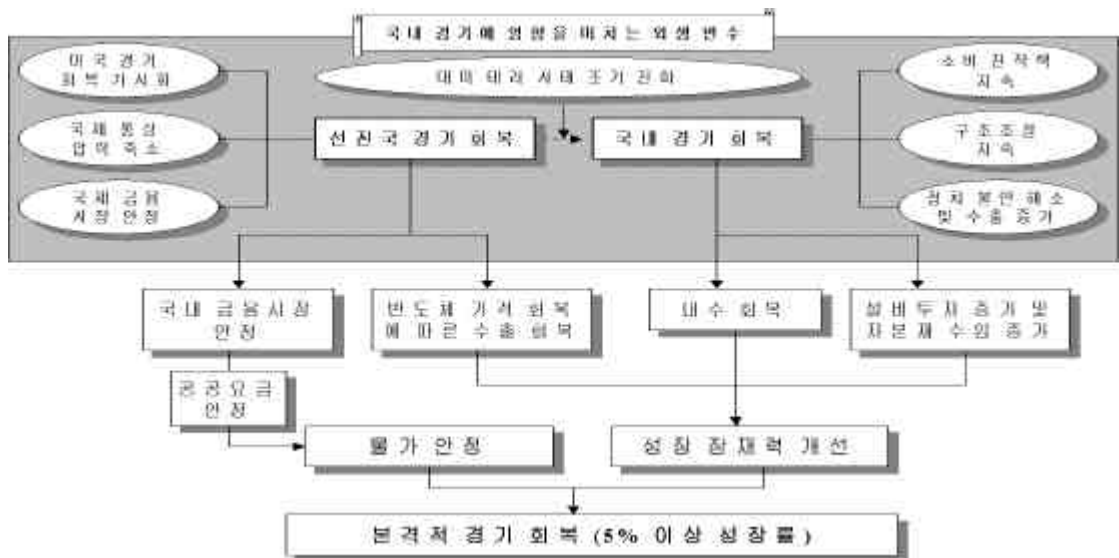 국내 경기에 영향을 미치는 외생 변수
대미 테러 사태 조기 진화
미국 경기
회복 가시화
국제 통상
압력 축소
국제 금융
시장 안정
선진국 경기 회복
국내 경기 회복
소비 진작책
지속
구조조정
지속
정치 불안 해소
및 수출 증가
국내 금융시장
안정
반도체 가격 회복
에 따른 수출 회복
내수 회복
설비투자 증가 및
자본재 수입 증가
공공요금
안정
물가 안정
성장 잠재력 개선
본격적 경기 회복 (5% 이상 성장률)